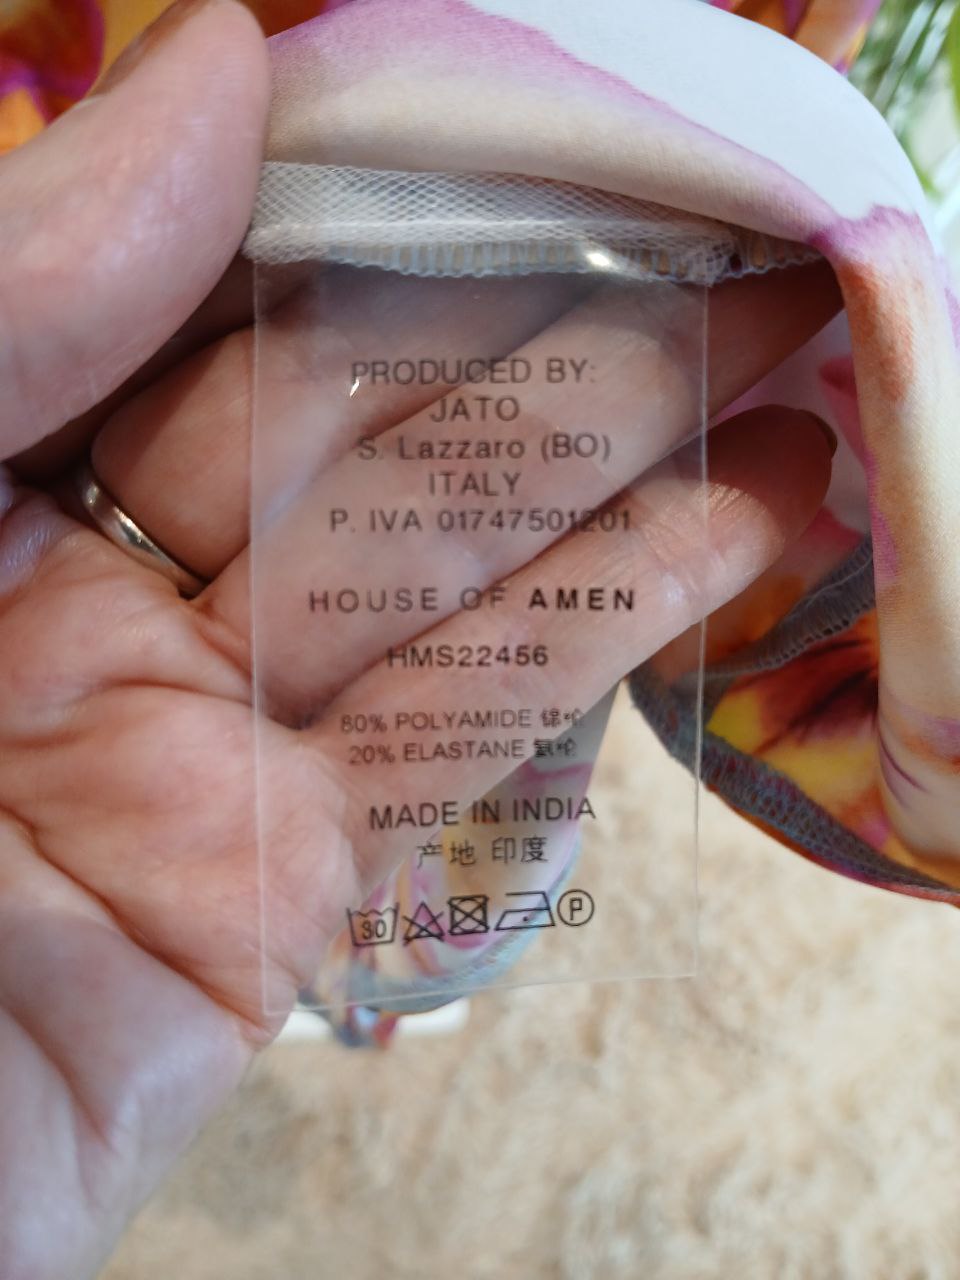 PRODUCED BY:
JATO
S. Lazzaro (BO)
ITALY
P. IVA 01747501201
HOUSE OF AMEN
HMS22456
80% POLYAMIDE 锦纶
20% ELASTANE 氨纶
MADE IN INDIA
产地 印度
30
P